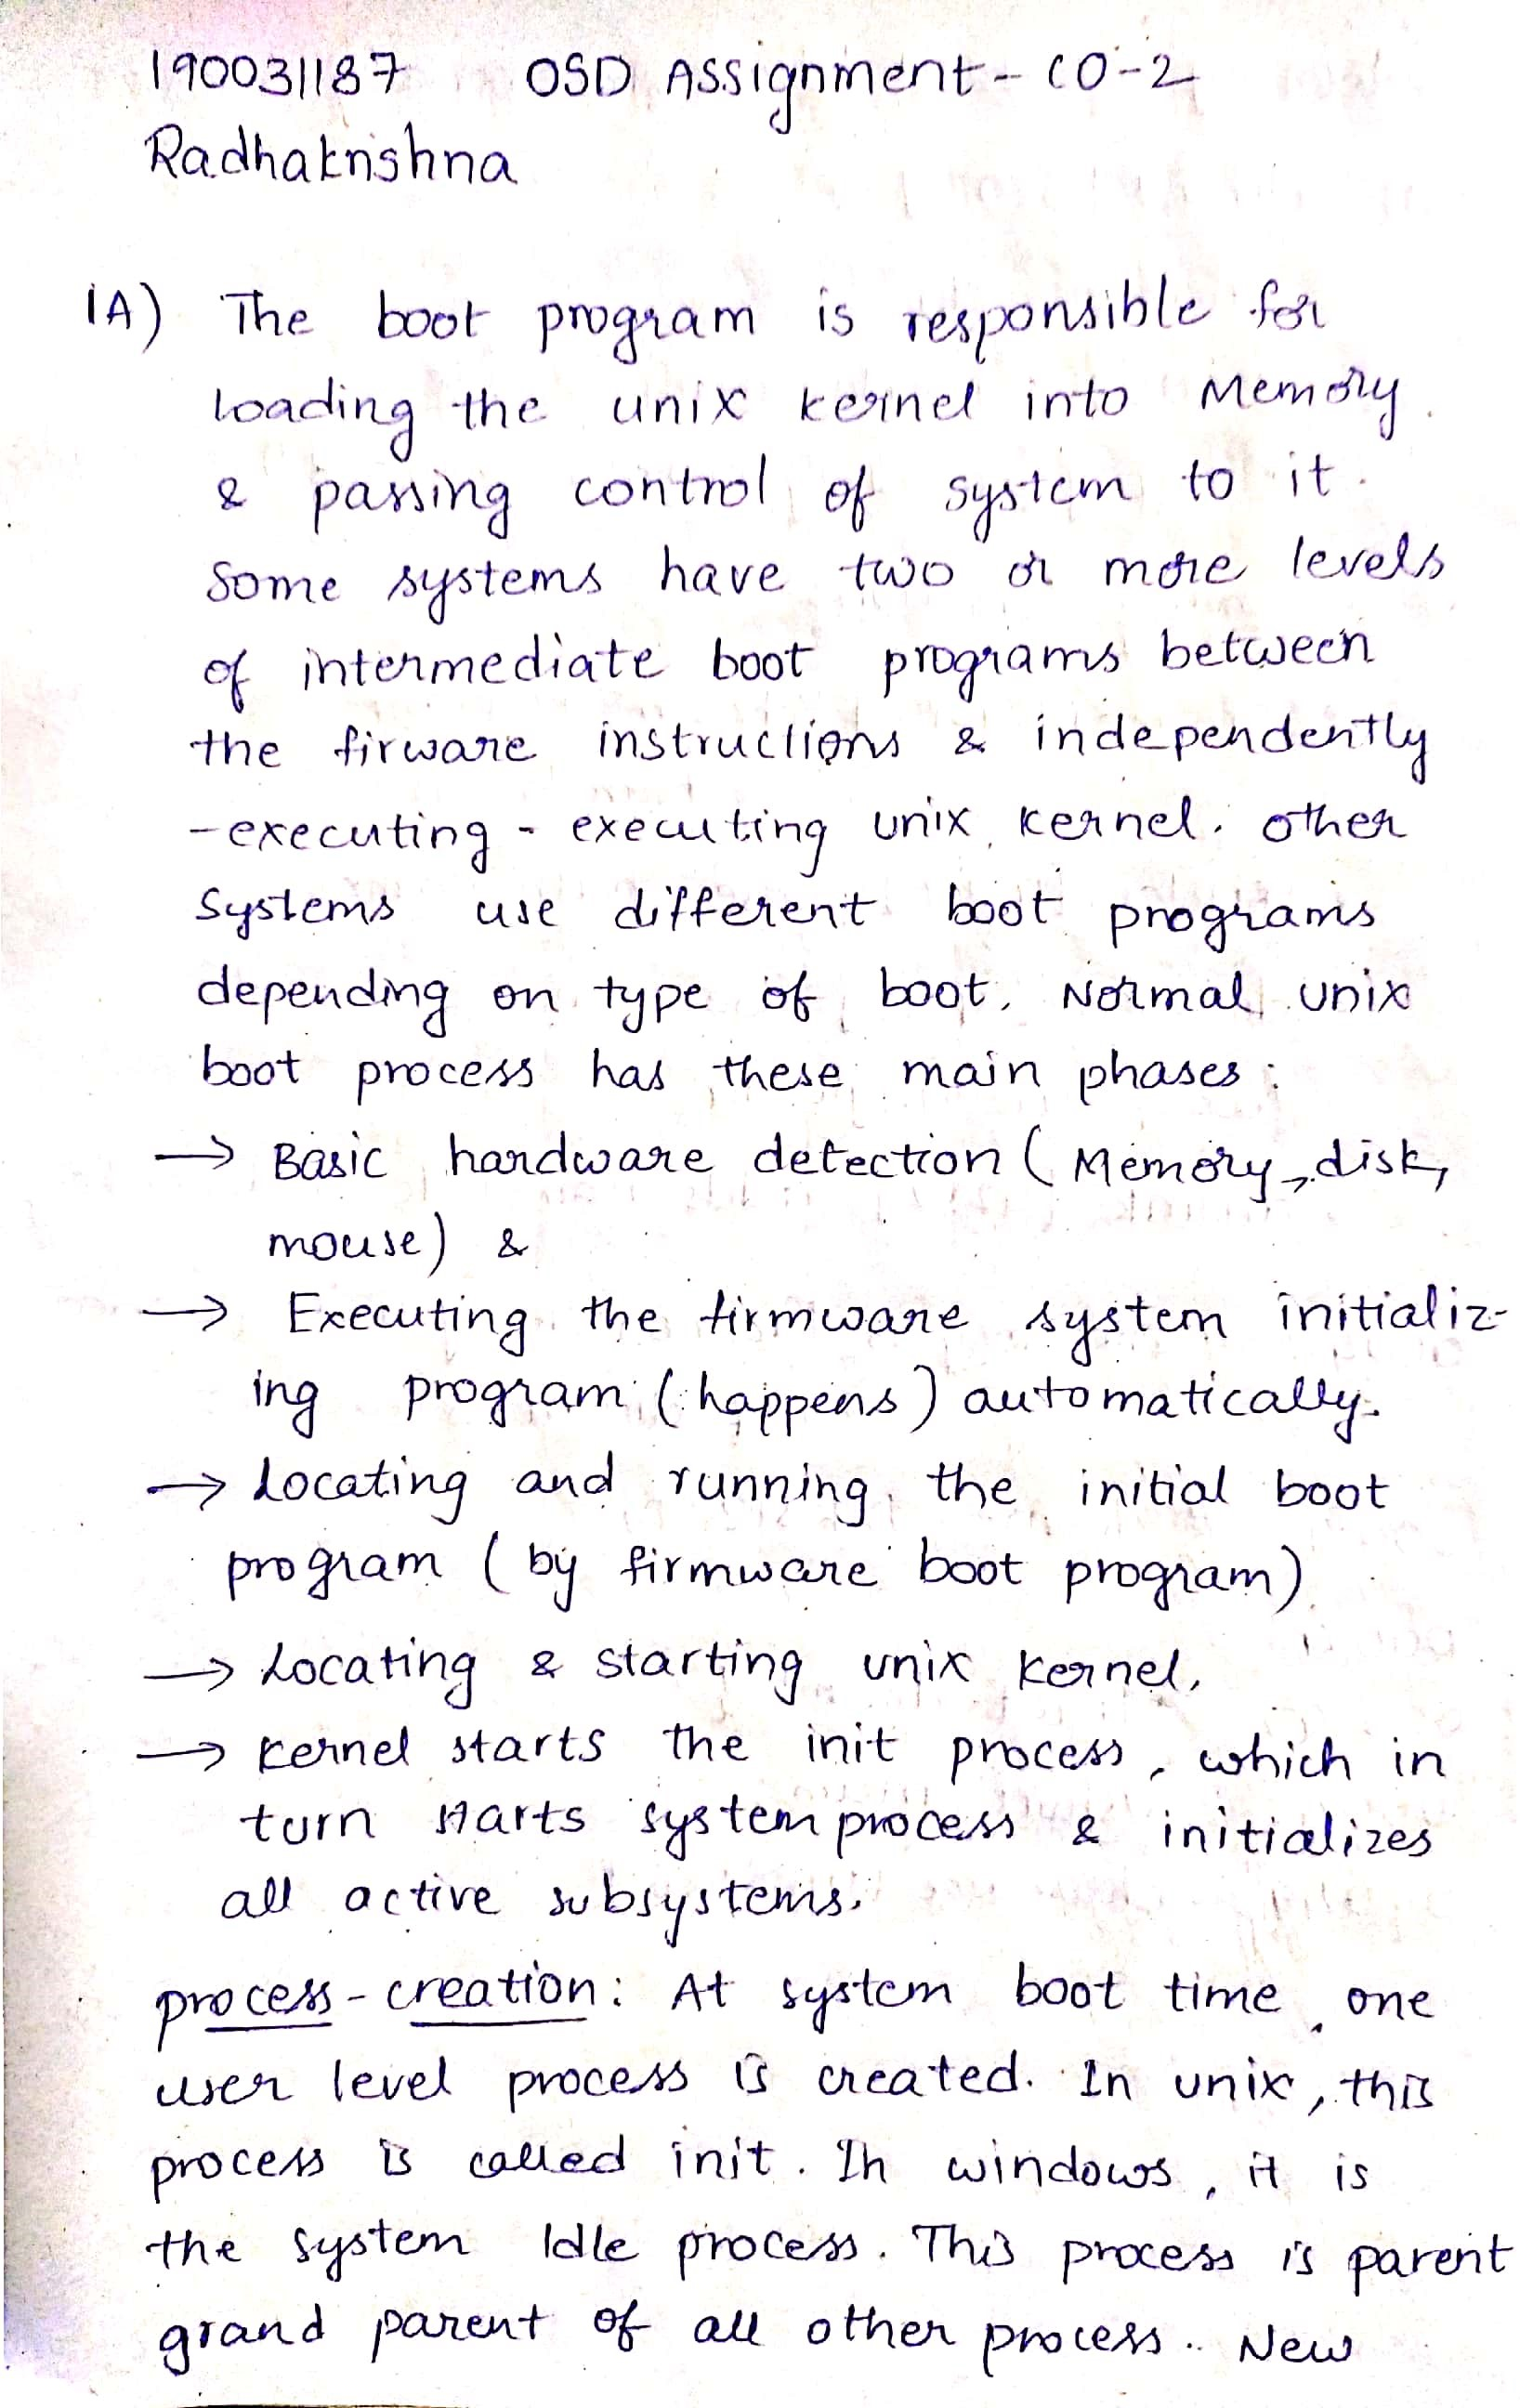 190031187 OSD Assignment - CO-2
Radhakrishna
1A) The boot program is responsible for
loading the unix kernel into Memory
& passing control of system to it.
Some systems have two or more levels
of intermediate boot programs between
the firware instructions & independently
-executing - executing unix kernel. other
Systems use different boot programs
depending on type of boot. Normal unix
boot process has these main phases:
→ Basic hardware detection (Memory, disk,
mouse) &
→ Executing the firmware system initializ-
ing program (happens) automatically.
→ Locating and running the initial boot
program (by firmware boot program)
→ Locating & starting unix kernel,
→ kernel starts the init process, which in
turn starts system process & initializes
all active subsystems.
process-creation: At system boot time, one
user level process is created. In unix, this
process is called init. In windows, it is
the system Idle process. This process is parent
grand parent of all other process. New